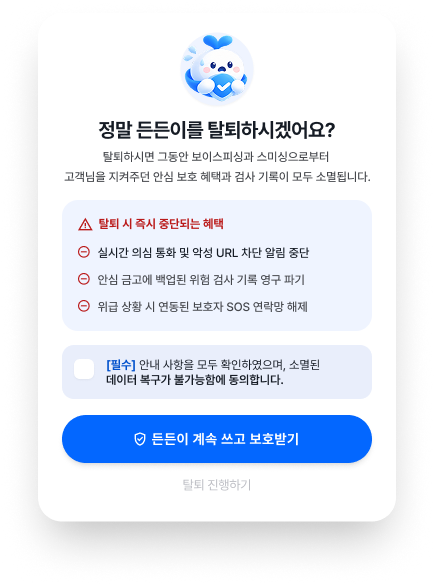 정말 든든이를 탈퇴하시겠어요?
탈퇴하시면 그동안 보이스피싱과 스미싱으로부터
고객님을 지켜주던 안심 보호 혜택과 검사 기록이 모두 소멸됩니다.
탈퇴 시 즉시 중단되는 혜택
실시간 의심 통화 및 악성 URL 차단 알림 중단
안심 금고에 백업된 위험 검사 기록 영구 파기
위급 상황 시 연동된 보호자 SOS 연락망 해제
[필수] 안내 사항을 모두 확인하였으며, 소멸된
데이터 복구가 불가능함에 동의합니다.
든든이 계속 쓰고 보호받기
탈퇴 진행하기